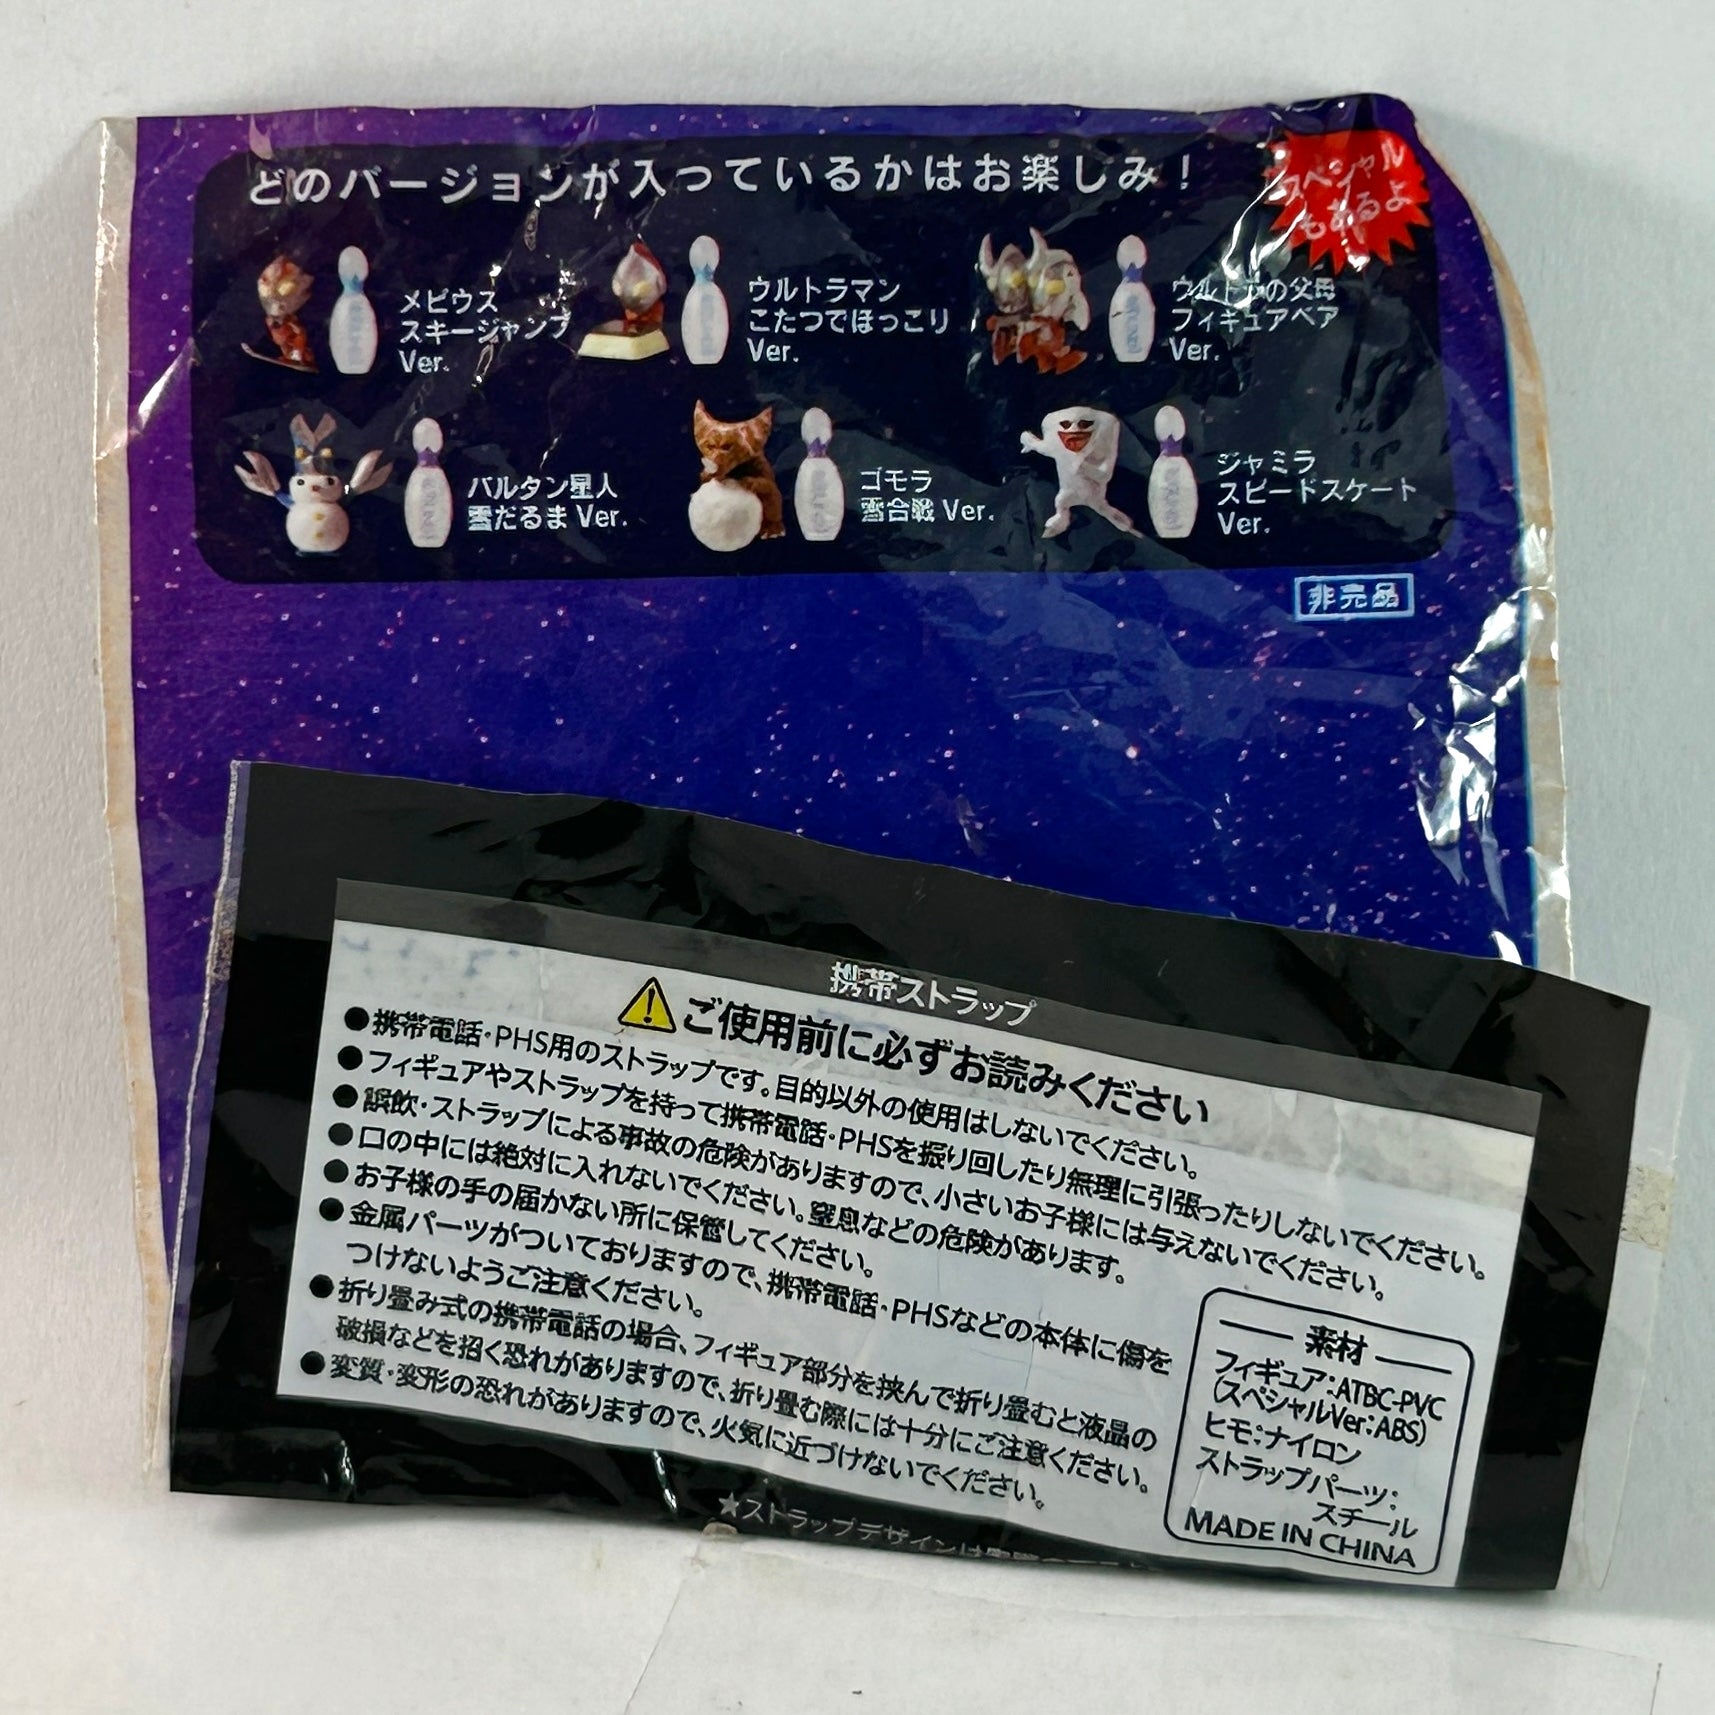 どのバージョンが入っているかはお楽しみ！
スペシャル
もあるよ
メビウス
スキージャンプ
Ver.
ウルトラマン
こたつでほっこり
Ver.
ウルトラの父母
フィギュアペア
Ver.
バルタン星人
雪だるま Ver.
ゴモラ
雪合戦 Ver.
ジャミラ
スピードスケート
Ver.
非売品
携帯ストラップ
ご使用前に必ずお読みください
●携帯電話・PHS用のストラップです。目的以外の使用はしないでください。
●フィギュアやストラップを持って携帯電話・PHSを振り回したり無理に引張ったりしないでください。
●誤飲・ストラップによる事故の危険がありますので、小さいお子様には与えないでください。
●口の中には絶対に入れないでください。窒息などの危険があります。
●お子様の手の届かない所に保管してください。
●金属パーツがついておりますので、携帯電話・PHSなどの本体に傷を
つけないようご注意ください。
●折り畳み式の携帯電話の場合、フィギュア部分を挟んで折り畳むと液晶の
破損などを招く恐れがありますので、折り畳む際には十分にご注意ください。
●変質・変形の恐れがありますので、火気に近づけないでください。
素材
フィギュア:ATBC-PVC
(スペシャルVer:ABS)
ヒモ:ナイロン
ストラップパーツ:
スチール
MADE IN CHINA
★ストラップデザインは